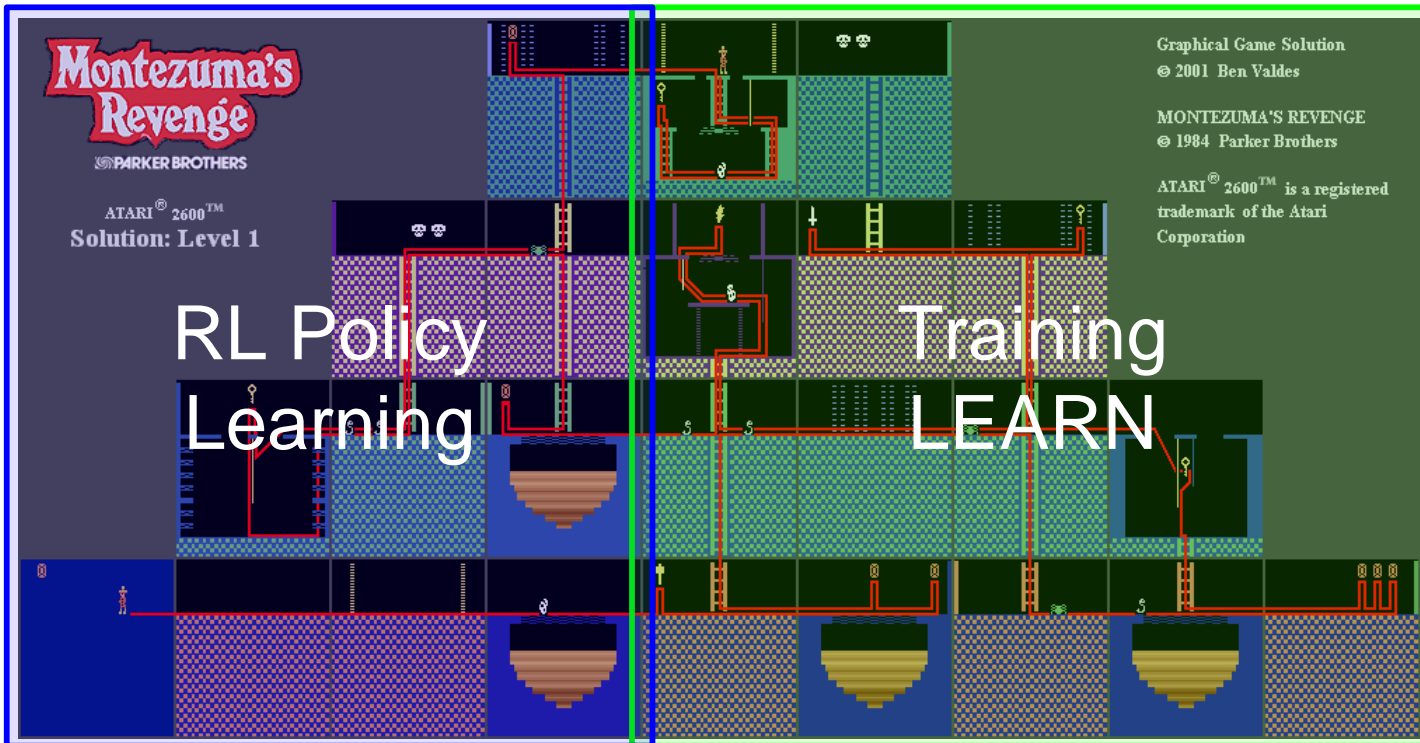 Montezuma's
Revenge
PARKER BROTHERS
ATARI® 2600™
Solution: Level 1
Graphical Game Solution
© 2001 Ben Valdes
MONTEZUMA'S REVENGE
© 1984 Parker Brothers
ATARI® 2600™ is a registered
trademark of the Atari
Corporation
RL Policy
Learning
Training
LEARN